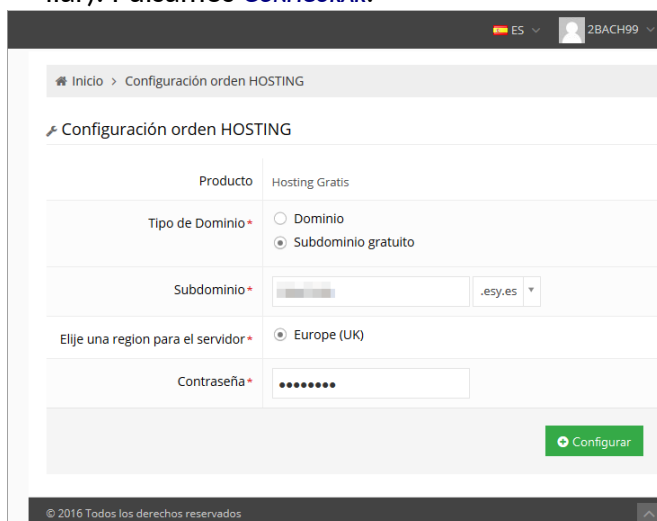 CONFIGURAR.
ES 2BACH99
Inicio > Configuración orden HOSTING
Configuración orden HOSTING
Producto Hosting Gratis
Tipo de Dominio* Dominio
Subdominio gratuito
Subdominio* .esy.es
Elije una region para el servidor* Europe (UK)
Contraseña* ••••••••
Configurar
© 2016 Todos los derechos reservados